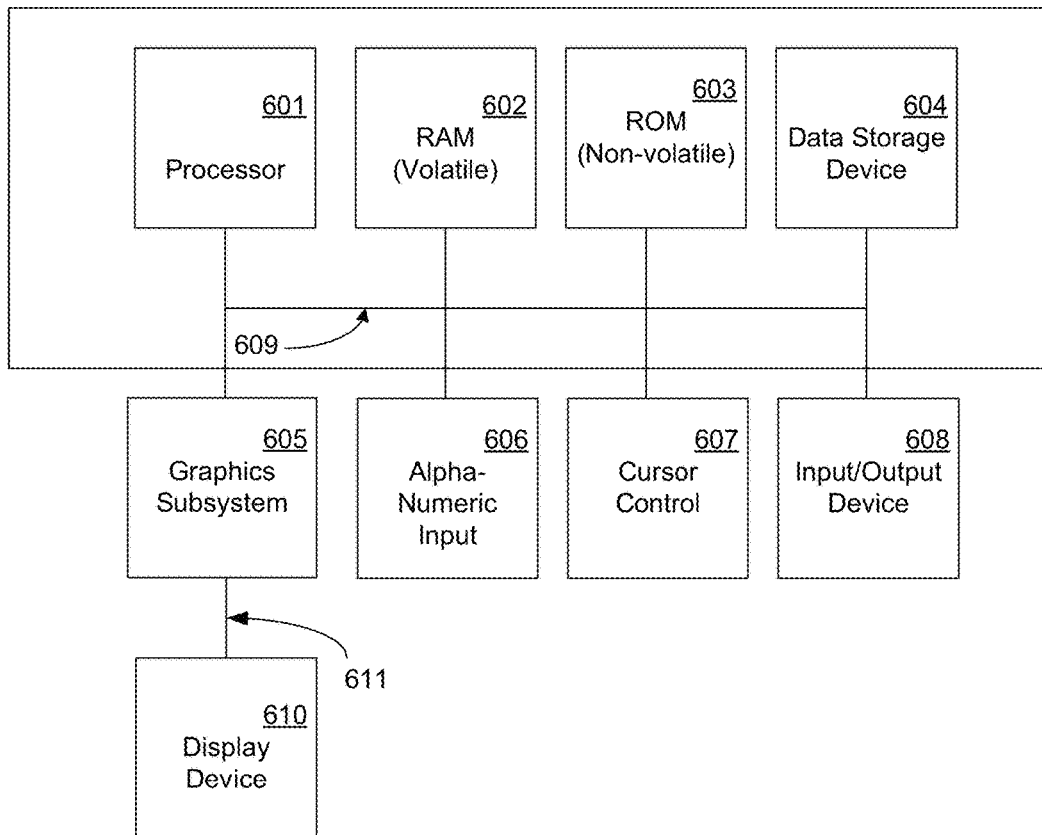 601
Processor
602
RAM
(Volatile)
603
ROM
(Non-volatile)
604
Data Storage
Device
609
605
Graphics
Subsystem
606
Alpha-
Numeric
Input
607
Cursor
Control
608
Input/Output
Device
611
610
Display
Device